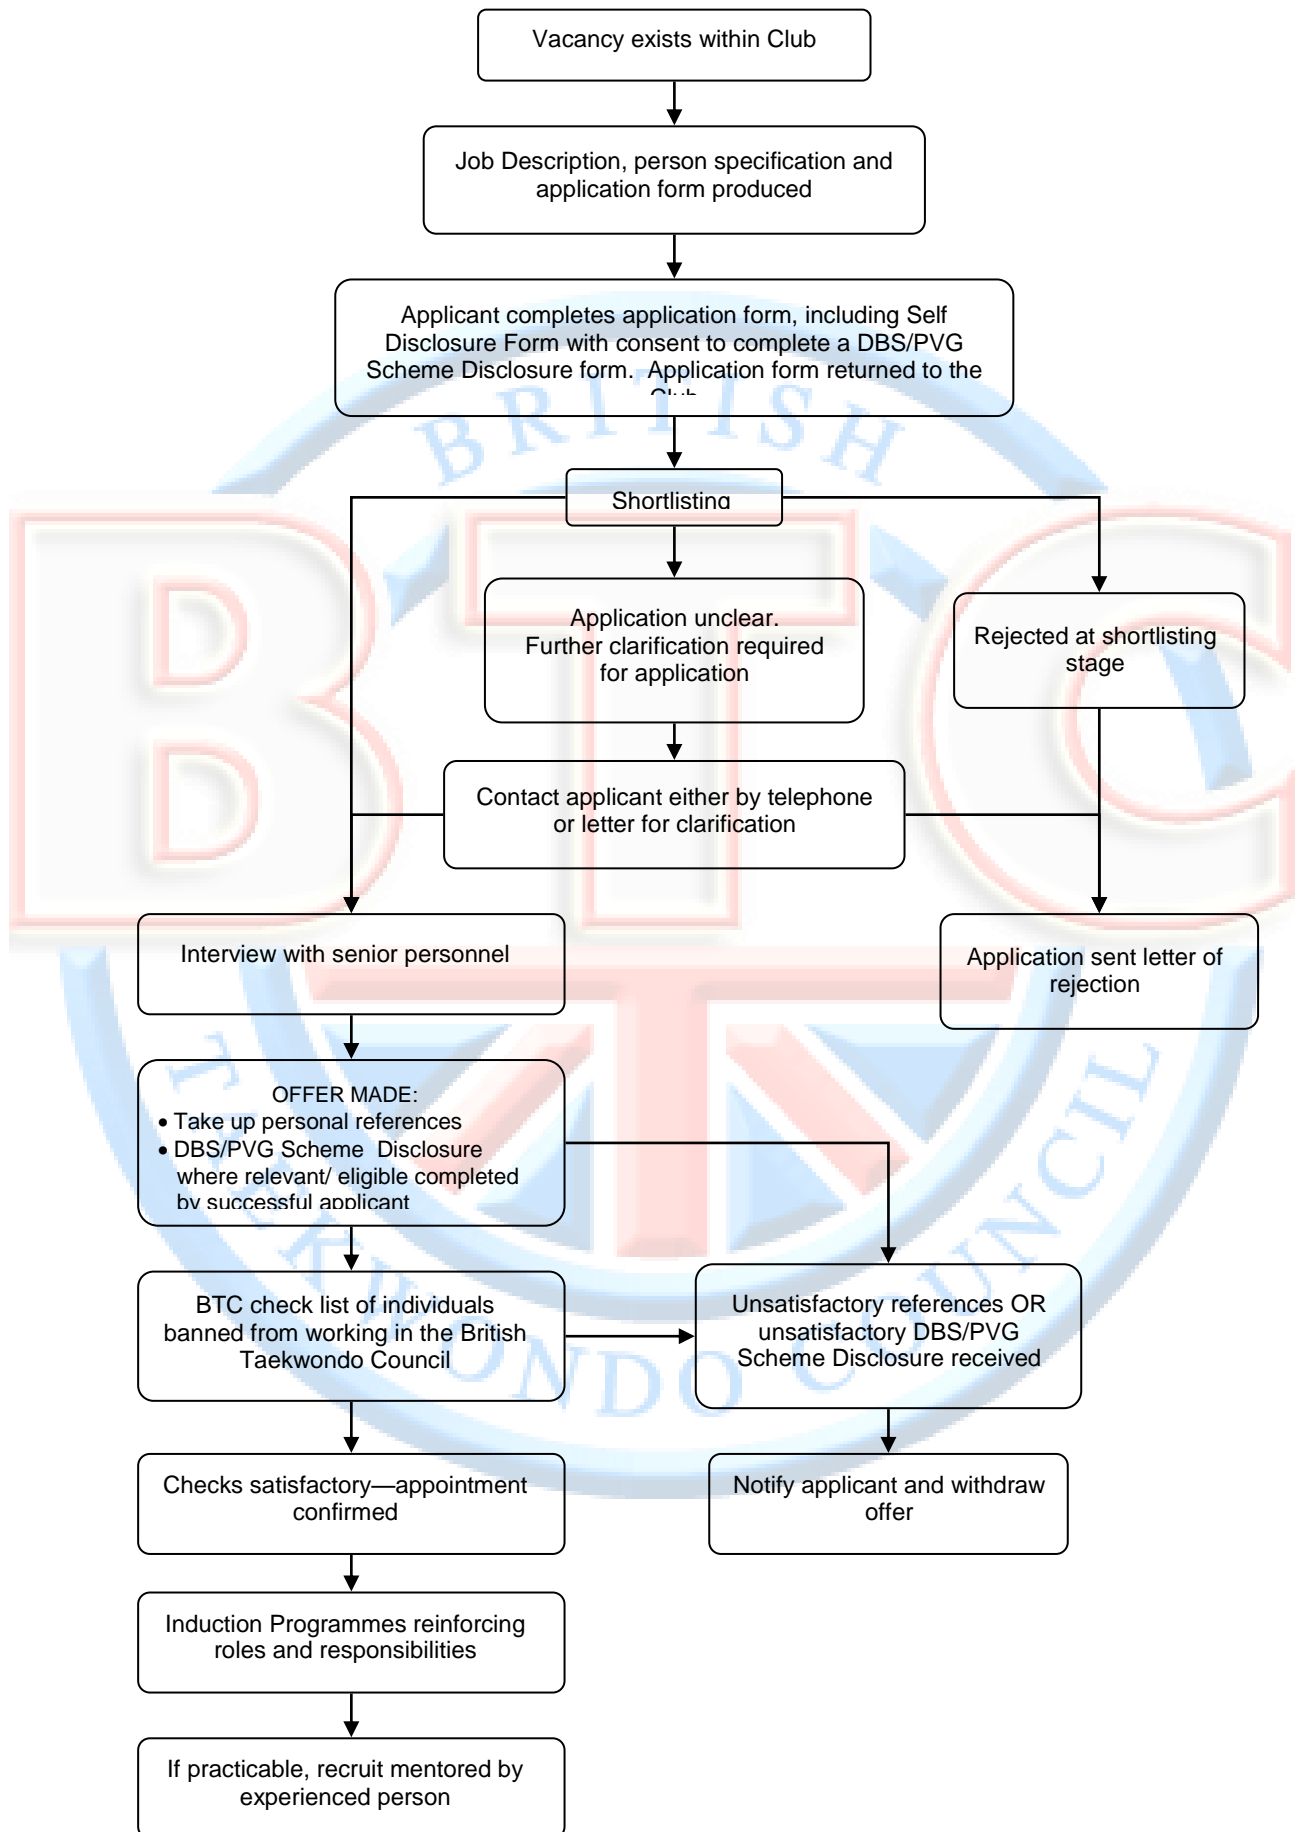 Vacancy exists within Club
Job Description, person specification and
application form produced
Applicant completes application form, including Self
Disclosure Form with consent to complete a DBS/PVG
Scheme Disclosure form.  Application form returned to the
Club
BRITISH
Shortlisting
BTC
Application unclear.
Further clarification required
for application
Rejected at shortlisting
stage
Contact applicant either by telephone
or letter for clarification
Interview with senior personnel
Application sent letter of
rejection
OFFER MADE:
• Take up personal references
• DBS/PVG Scheme  Disclosure
where relevant/ eligible completed
by successful applicant
TAEKWONDO COUNCIL
BTC check list of individuals
banned from working in the British
Taekwondo Council
Unsatisfactory references OR
unsatisfactory DBS/PVG
Scheme Disclosure received
Checks satisfactory—appointment
confirmed
Notify applicant and withdraw
offer
Induction Programmes reinforcing
roles and responsibilities
If practicable, recruit mentored by
experienced person